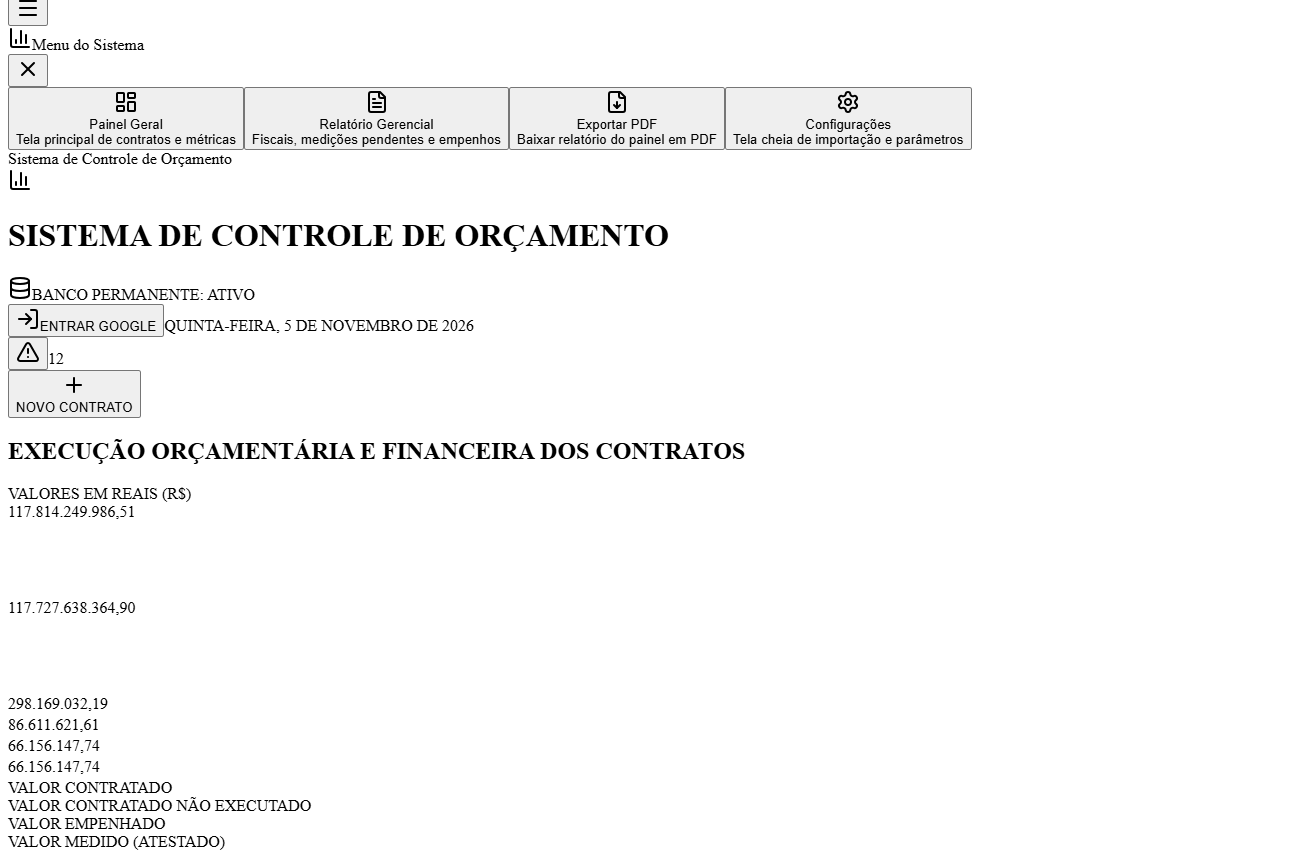 Menu do Sistema
Painel Geral
Tela principal de contratos e métricas
Relatório Gerencial
Fiscais, medições pendentes e empenhos
Exportar PDF
Baixar relatório do painel em PDF
Configurações
Tela cheia de importação e parâmetros
Sistema de Controle de Orçamento
SISTEMA DE CONTROLE DE ORÇAMENTO
BANCO PERMANENTE: ATIVO
ENTRAR GOOGLE QUINTA-FEIRA, 5 DE NOVEMBRO DE 2026
12
NOVO CONTRATO
EXECUÇÃO ORÇAMENTÁRIA E FINANCEIRA DOS CONTRATOS
VALORES EM REAIS (R$)
117.814.249.986,51
117.727.638.364,90
298.169.032,19
86.611.621,61
66.156.147,74
66.156.147,74
VALOR CONTRATADO
VALOR CONTRATADO NÃO EXECUTADO
VALOR EMPENHADO
VALOR MEDIDO (ATESTADO)